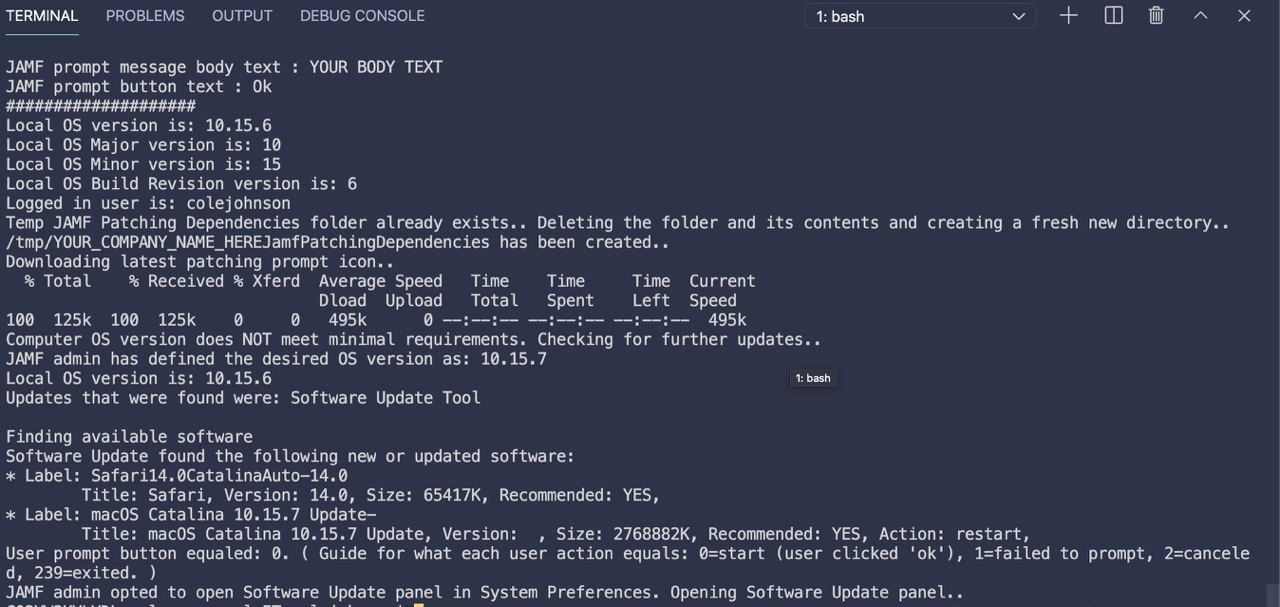 TERMINAL PROBLEMS OUTPUT DEBUG CONSOLE 1: bash
JAMF prompt message body text : YOUR BODY TEXT
JAMF prompt button text : Ok
####################
Local OS version is: 10.15.6
Local OS Major version is: 10
Local OS Minor version is: 15
Local OS Build Revision version is: 6
Logged in user is: colejohnson
Temp JAMF Patching Dependencies folder already exists.. Deleting the folder and its contents and creating a fresh new directory..
/tmp/YOUR_COMPANY_NAME_HEREJamfPatchingDependencies has been created..
Downloading latest patching prompt icon..
% Total % Received % Xferd Average Speed Time Time Time Current
Dload Upload Total Spent Left Speed
100 125k 100 125k 0 0 495k 0 --:--:-- --:--:-- --:--:-- 495k
Computer OS version does NOT meet minimal requirements. Checking for further updates..
JAMF admin has defined the desired OS version as: 10.15.7
Local OS version is: 10.15.6
1: bash
Updates that were found were: Software Update Tool
Finding available software
Software Update found the following new or updated software:
* Label: Safari14.0CatalinaAuto-14.0
Title: Safari, Version: 14.0, Size: 65417K, Recommended: YES,
* Label: macOS Catalina 10.15.7 Update-
Title: macOS Catalina 10.15.7 Update, Version:  , Size: 2768882K, Recommended: YES, Action: restart,
User prompt button equaled: 0. ( Guide for what each user action equals: 0=start (user clicked 'ok'), 1=failed to prompt, 2=cancele
d, 239=exited. )
JAMF admin opted to open Software Update panel in System Preferences. Opening Software Update panel..